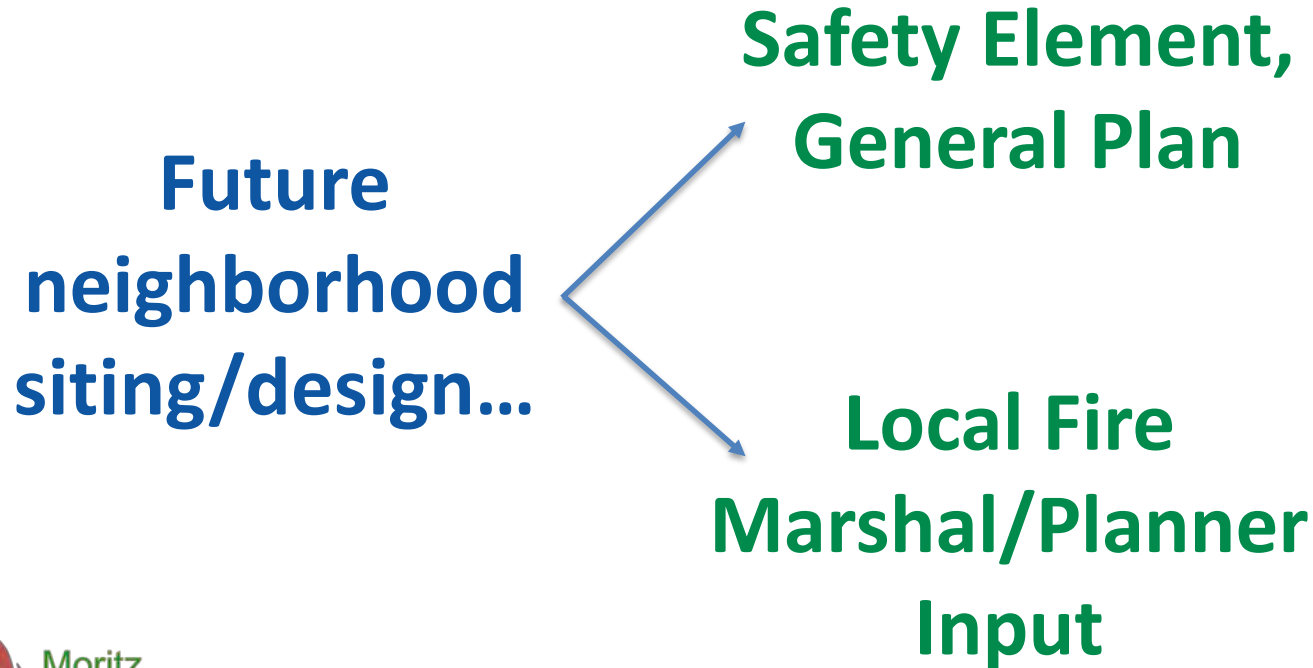 Future
neighborhood
siting/design…
Safety Element,
General Plan
Local Fire
Marshal/Planner
Input
Moritz